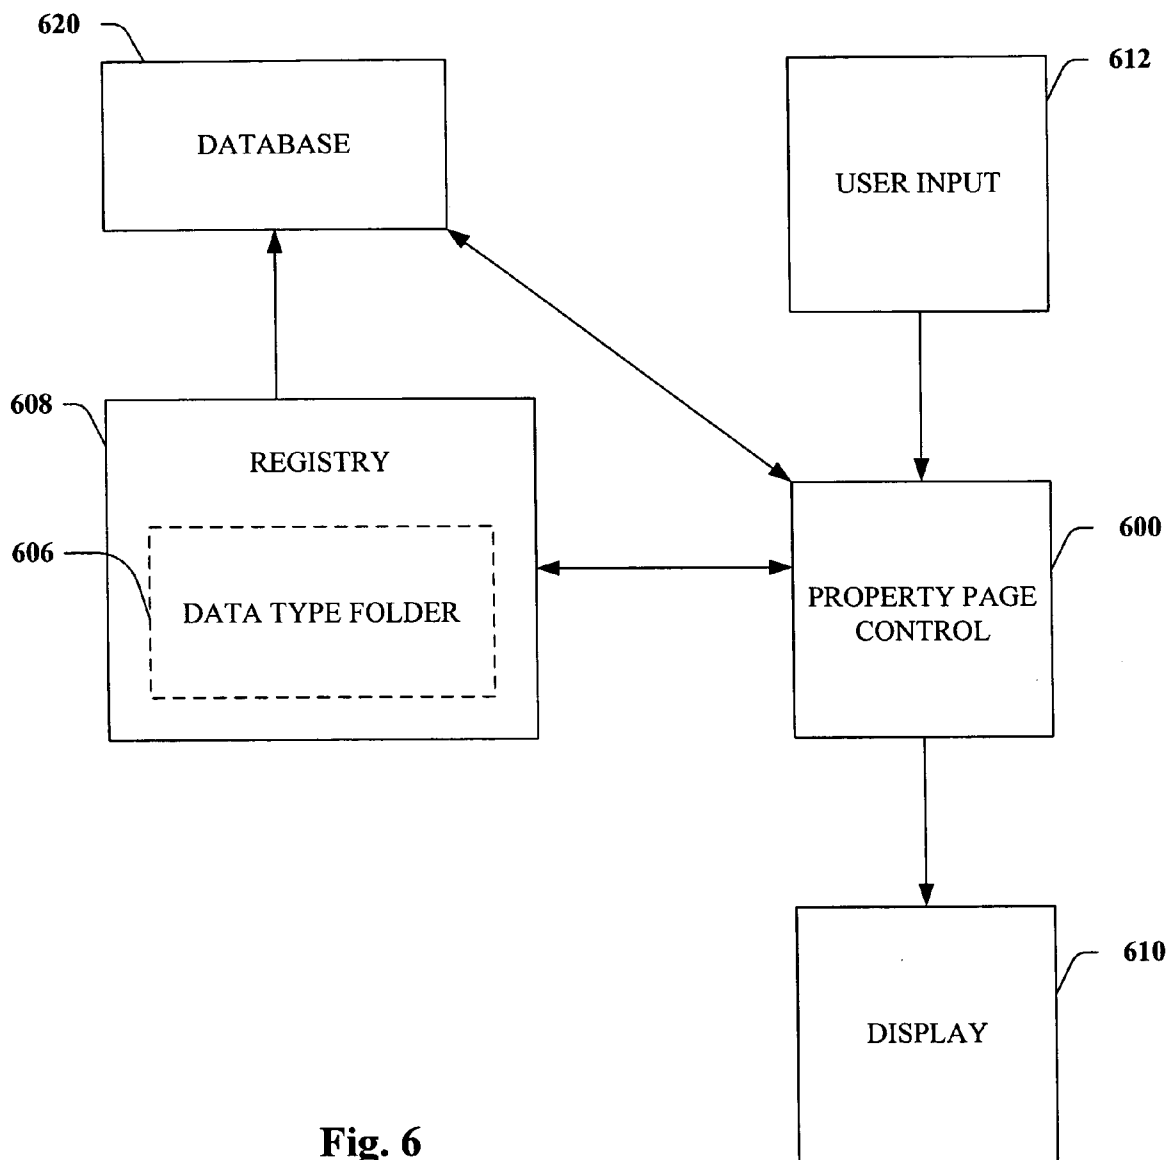 620
612
DATABASE
USER INPUT
608
REGISTRY
606
DATA TYPE FOLDER
600
PROPERTY PAGE
CONTROL
610
DISPLAY
Fig. 6